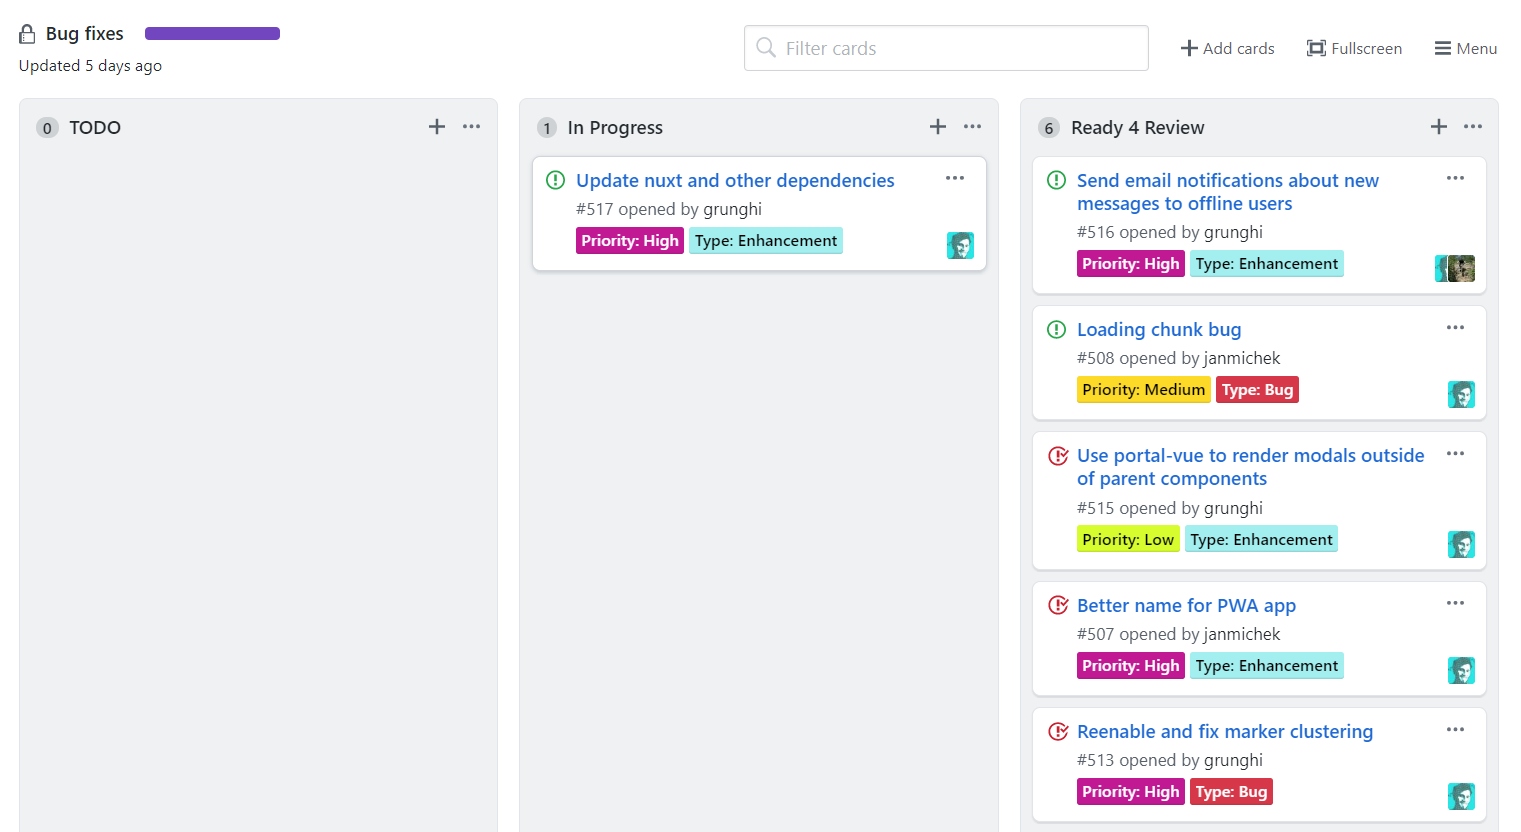 Bug fixes
Updated 5 days ago
Filter cards
Add cards
Fullscreen
Menu
0 TODO
1 In Progress
Update nuxt and other dependencies
#517 opened by grunghi
Priority: High Type: Enhancement
6 Ready 4 Review
Send email notifications about new
messages to offline users
#516 opened by grunghi
Priority: High Type: Enhancement
Loading chunk bug
#508 opened by janmichek
Priority: Medium Type: Bug
Use portal-vue to render modals outside
of parent components
#515 opened by grunghi
Priority: Low Type: Enhancement
Better name for PWA app
#507 opened by janmichek
Priority: High Type: Enhancement
Reenable and fix marker clustering
#513 opened by grunghi
Priority: High Type: Bug